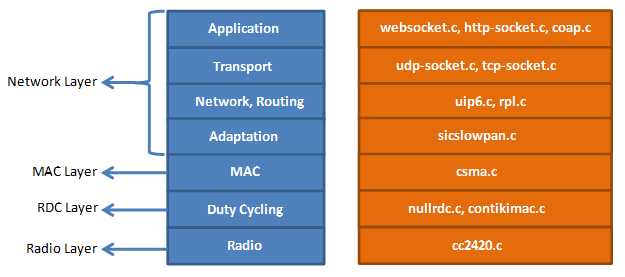 Application
websocket.c, http-socket.c, coap.c
Transport
udp-socket.c, tcp-socket.c
Network Layer
Network, Routing
uip6.c, rpl.c
Adaptation
sicslowpan.c
MAC Layer
MAC
csma.c
RDC Layer
Duty Cycling
nullrdc.c, contikimac.c
Radio Layer
Radio
cc2420.c